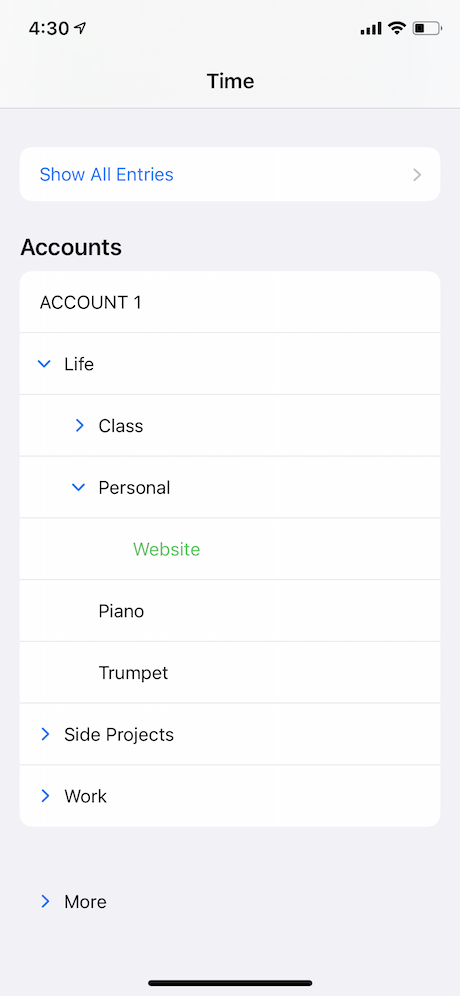 4:30
Time
Show All Entries
Accounts
ACCOUNT 1
Life
Class
Personal
Website
Piano
Trumpet
Side Projects
Work
More